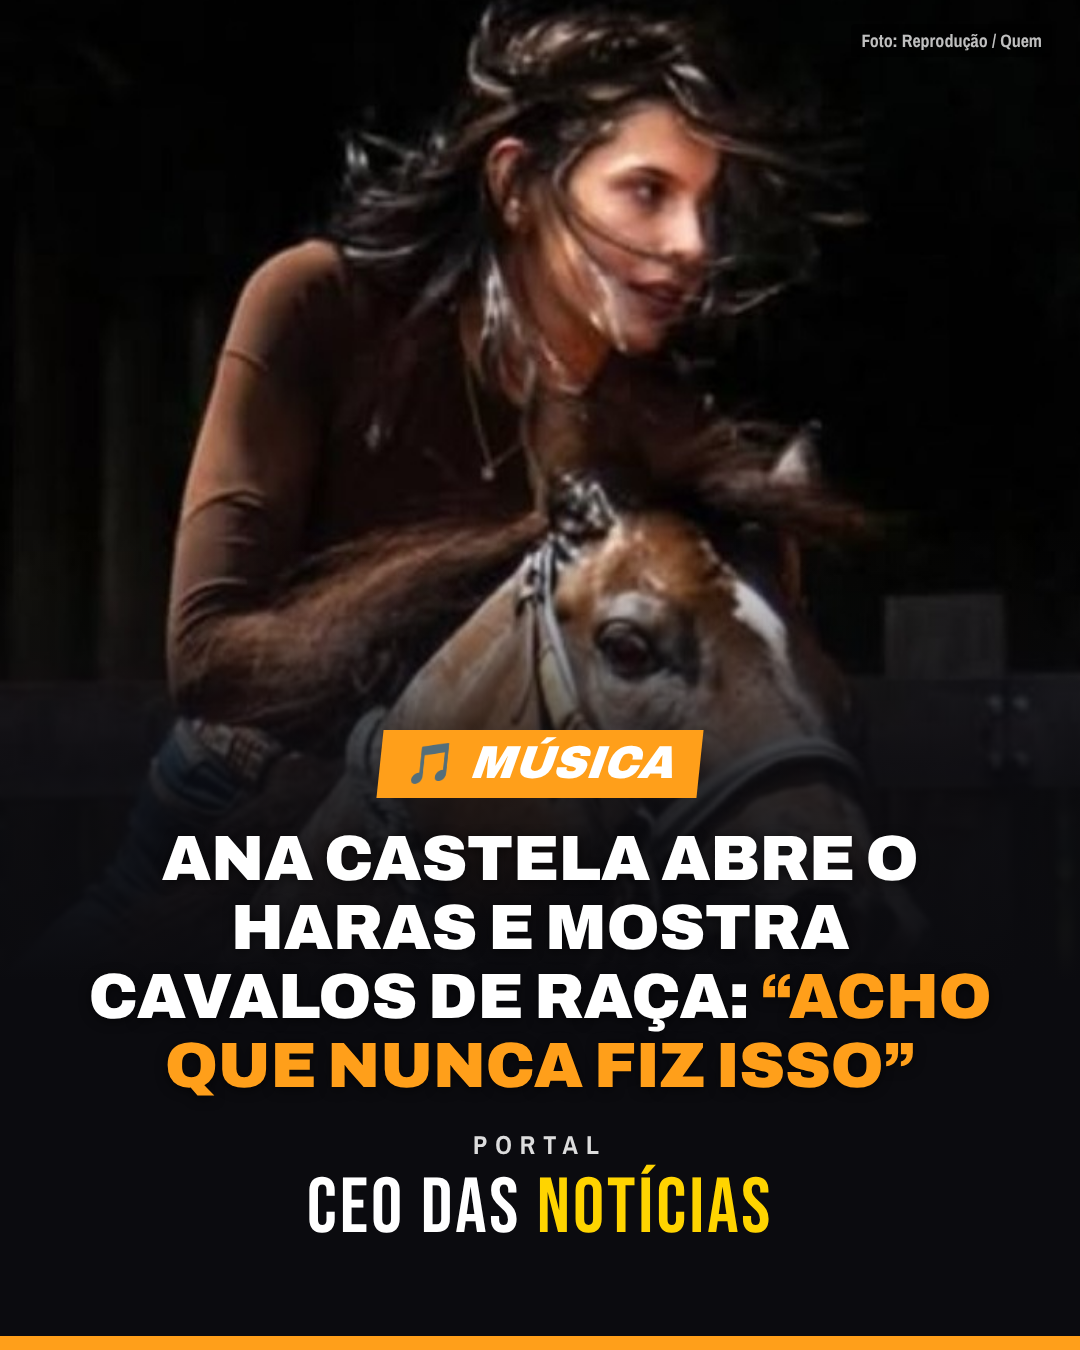 Foto: Reprodução / Quem
🎵 MÚSICA
ANA CASTELA ABRE O
HARAS E MOSTRA
CAVALOS DE RAÇA: “ACHO
QUE NUNCA FIZ ISSO”
PORTAL
CEO DAS NOTÍCIAS